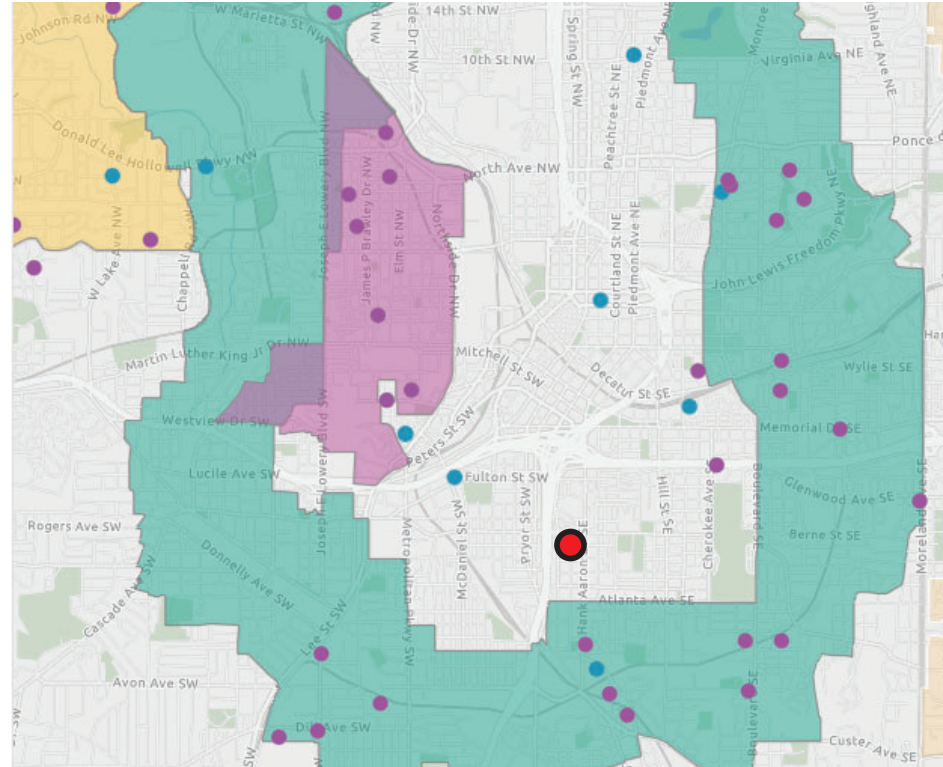 Johnson Rd NW
W Marietta St NW
14th St NW
10th St NW
Spring St NW
Peachtree St NE
Piedmont Ave NE
Monroe
Virginia Ave NE
ghland Ave NE
Ponce d
Donald Lee Hollowell Pkwy NW
North Ave NW
Joseph E Lowery Blvd NW
James P Brawley Dr NW
Elm St NW
Northside Dr NW
W Lake Ave NW
Chappell Rd NW
Courtland St NE
Piedmont Ave NE
John Lewis Freedom Pkwy NE
Martin Luther King Jr Dr NW
Mitchell St SW
Decatur St SE
Wylie St SE
Westview Dr SW
Peters St SW
Memorial Dr SE
Lucile Ave SW
Joseph E Lowery Blvd SW
Fulton St SW
Glenwood Ave SE
Rogers Ave SW
Metropolitan Pkwy SW
McDaniel St SW
Pryor St SW
Hank Aaron Dr SE
Hill St SE
Cherokee Ave SE
Boulevard SE
Berne St SE
Moreland Ave SE
Donnelly Ave SW
Cascade Ave SW
Lee St SW
Atlanta Ave SE
Avon Ave SW
Dill Ave SW
Boulevard SE
Custer Ave SE